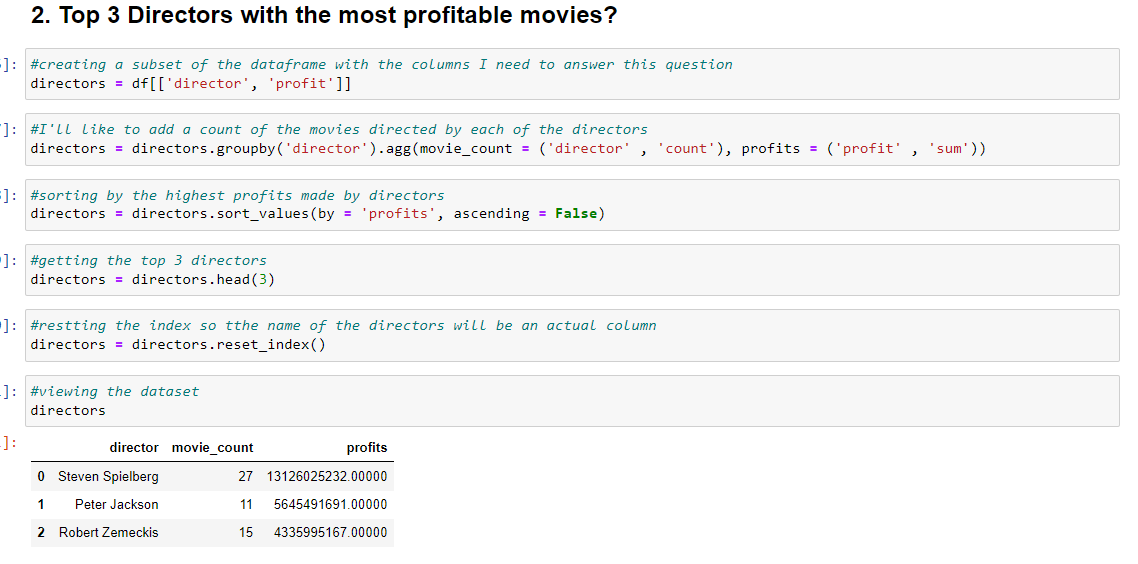 2. Top 3 Directors with the most profitable movies?
]: #creating a subset of the dataframe with the columns I need to answer this question
directors = df[['director', 'profit']]
]: #I'll like to add a count of the movies directed by each of the directors
directors = directors.groupby('director').agg(movie_count = ('director' , 'count'), profits = ('profit' , 'sum'))
]: #sorting by the highest profits made by directors
directors = directors.sort_values(by = 'profits', ascending = False)
]: #getting the top 3 directors
directors = directors.head(3)
]: #restting the index so tthe name of the directors will be an actual column
directors = directors.reset_index()
]: #viewing the dataset
directors
]:
director movie_count profits
0 Steven Spielberg 27 13126025232.00000
1 Peter Jackson 11 5645491691.00000
2 Robert Zemeckis 15 4335995167.00000